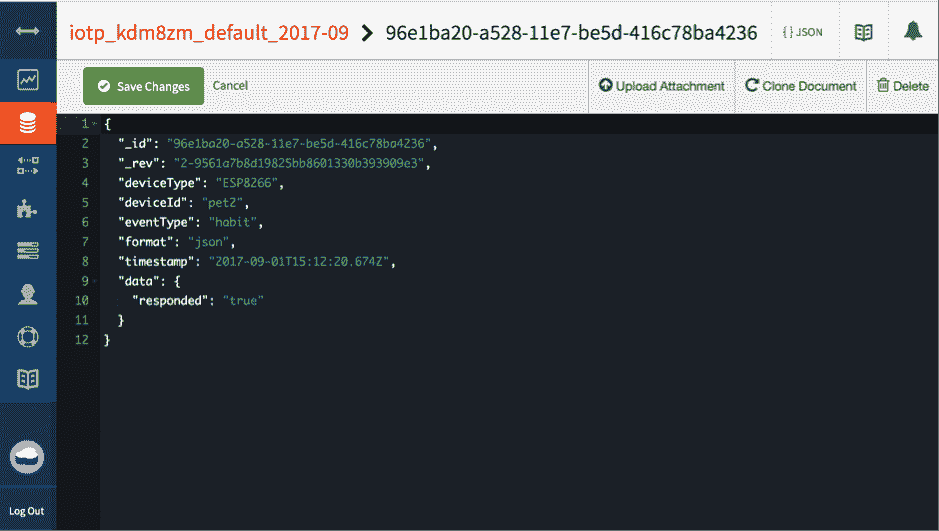 iotp_kdm8zm_default_2017-09 > 96e1ba20-a528-11e7-be5d-416c78ba4236 {} JSON
Save Changes Cancel Upload Attachment Clone Document Delete
1 {
2 "_id": "96e1ba20-a528-11e7-be5d-416c78ba4236",
3 "_rev": "2-9561a7b8d19825bb8601330b393909e3",
4 "deviceType": "ESP8266",
5 "deviceId": "pet2",
6 "eventType": "habit",
7 "format": "json",
8 "timestamp": "2017-09-01T15:12:20.674Z",
9 "data": {
10 "responded": "true"
11 }
12 }
Log Out